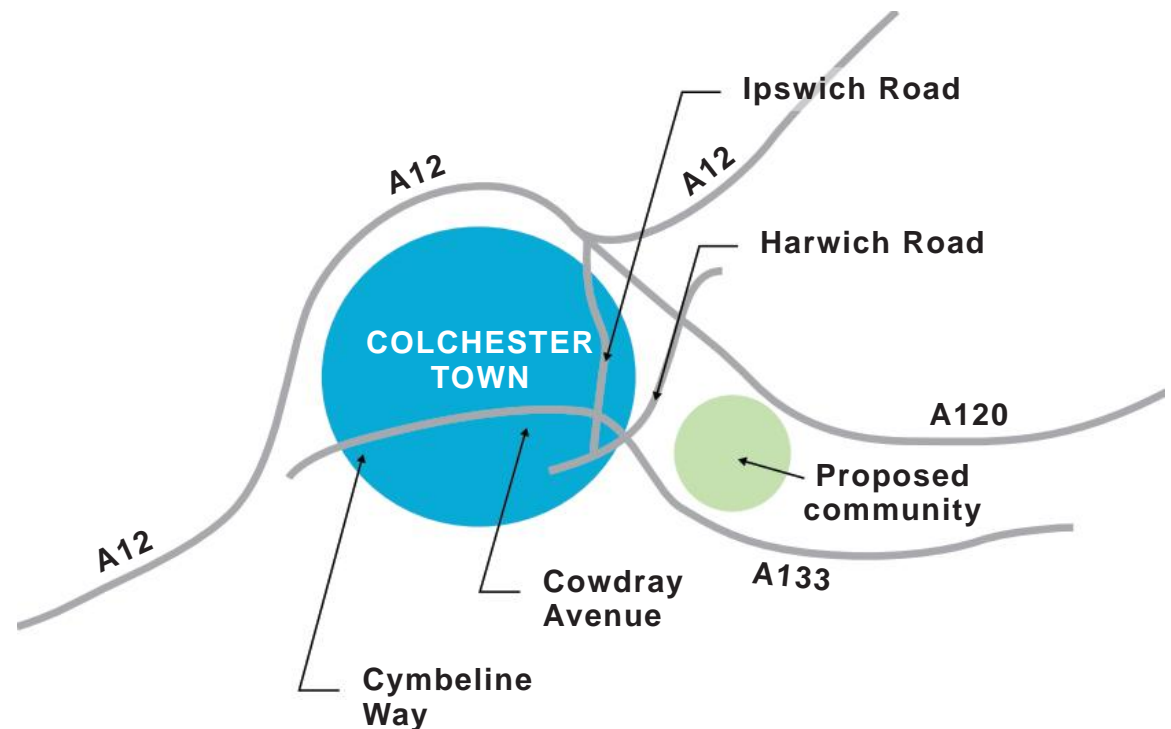 Ipswich Road
A12
A12
Harwich Road
COLCHESTER
TOWN
A120
Proposed
community
A12
A133
Cowdray
Avenue
Cymbeline
Way